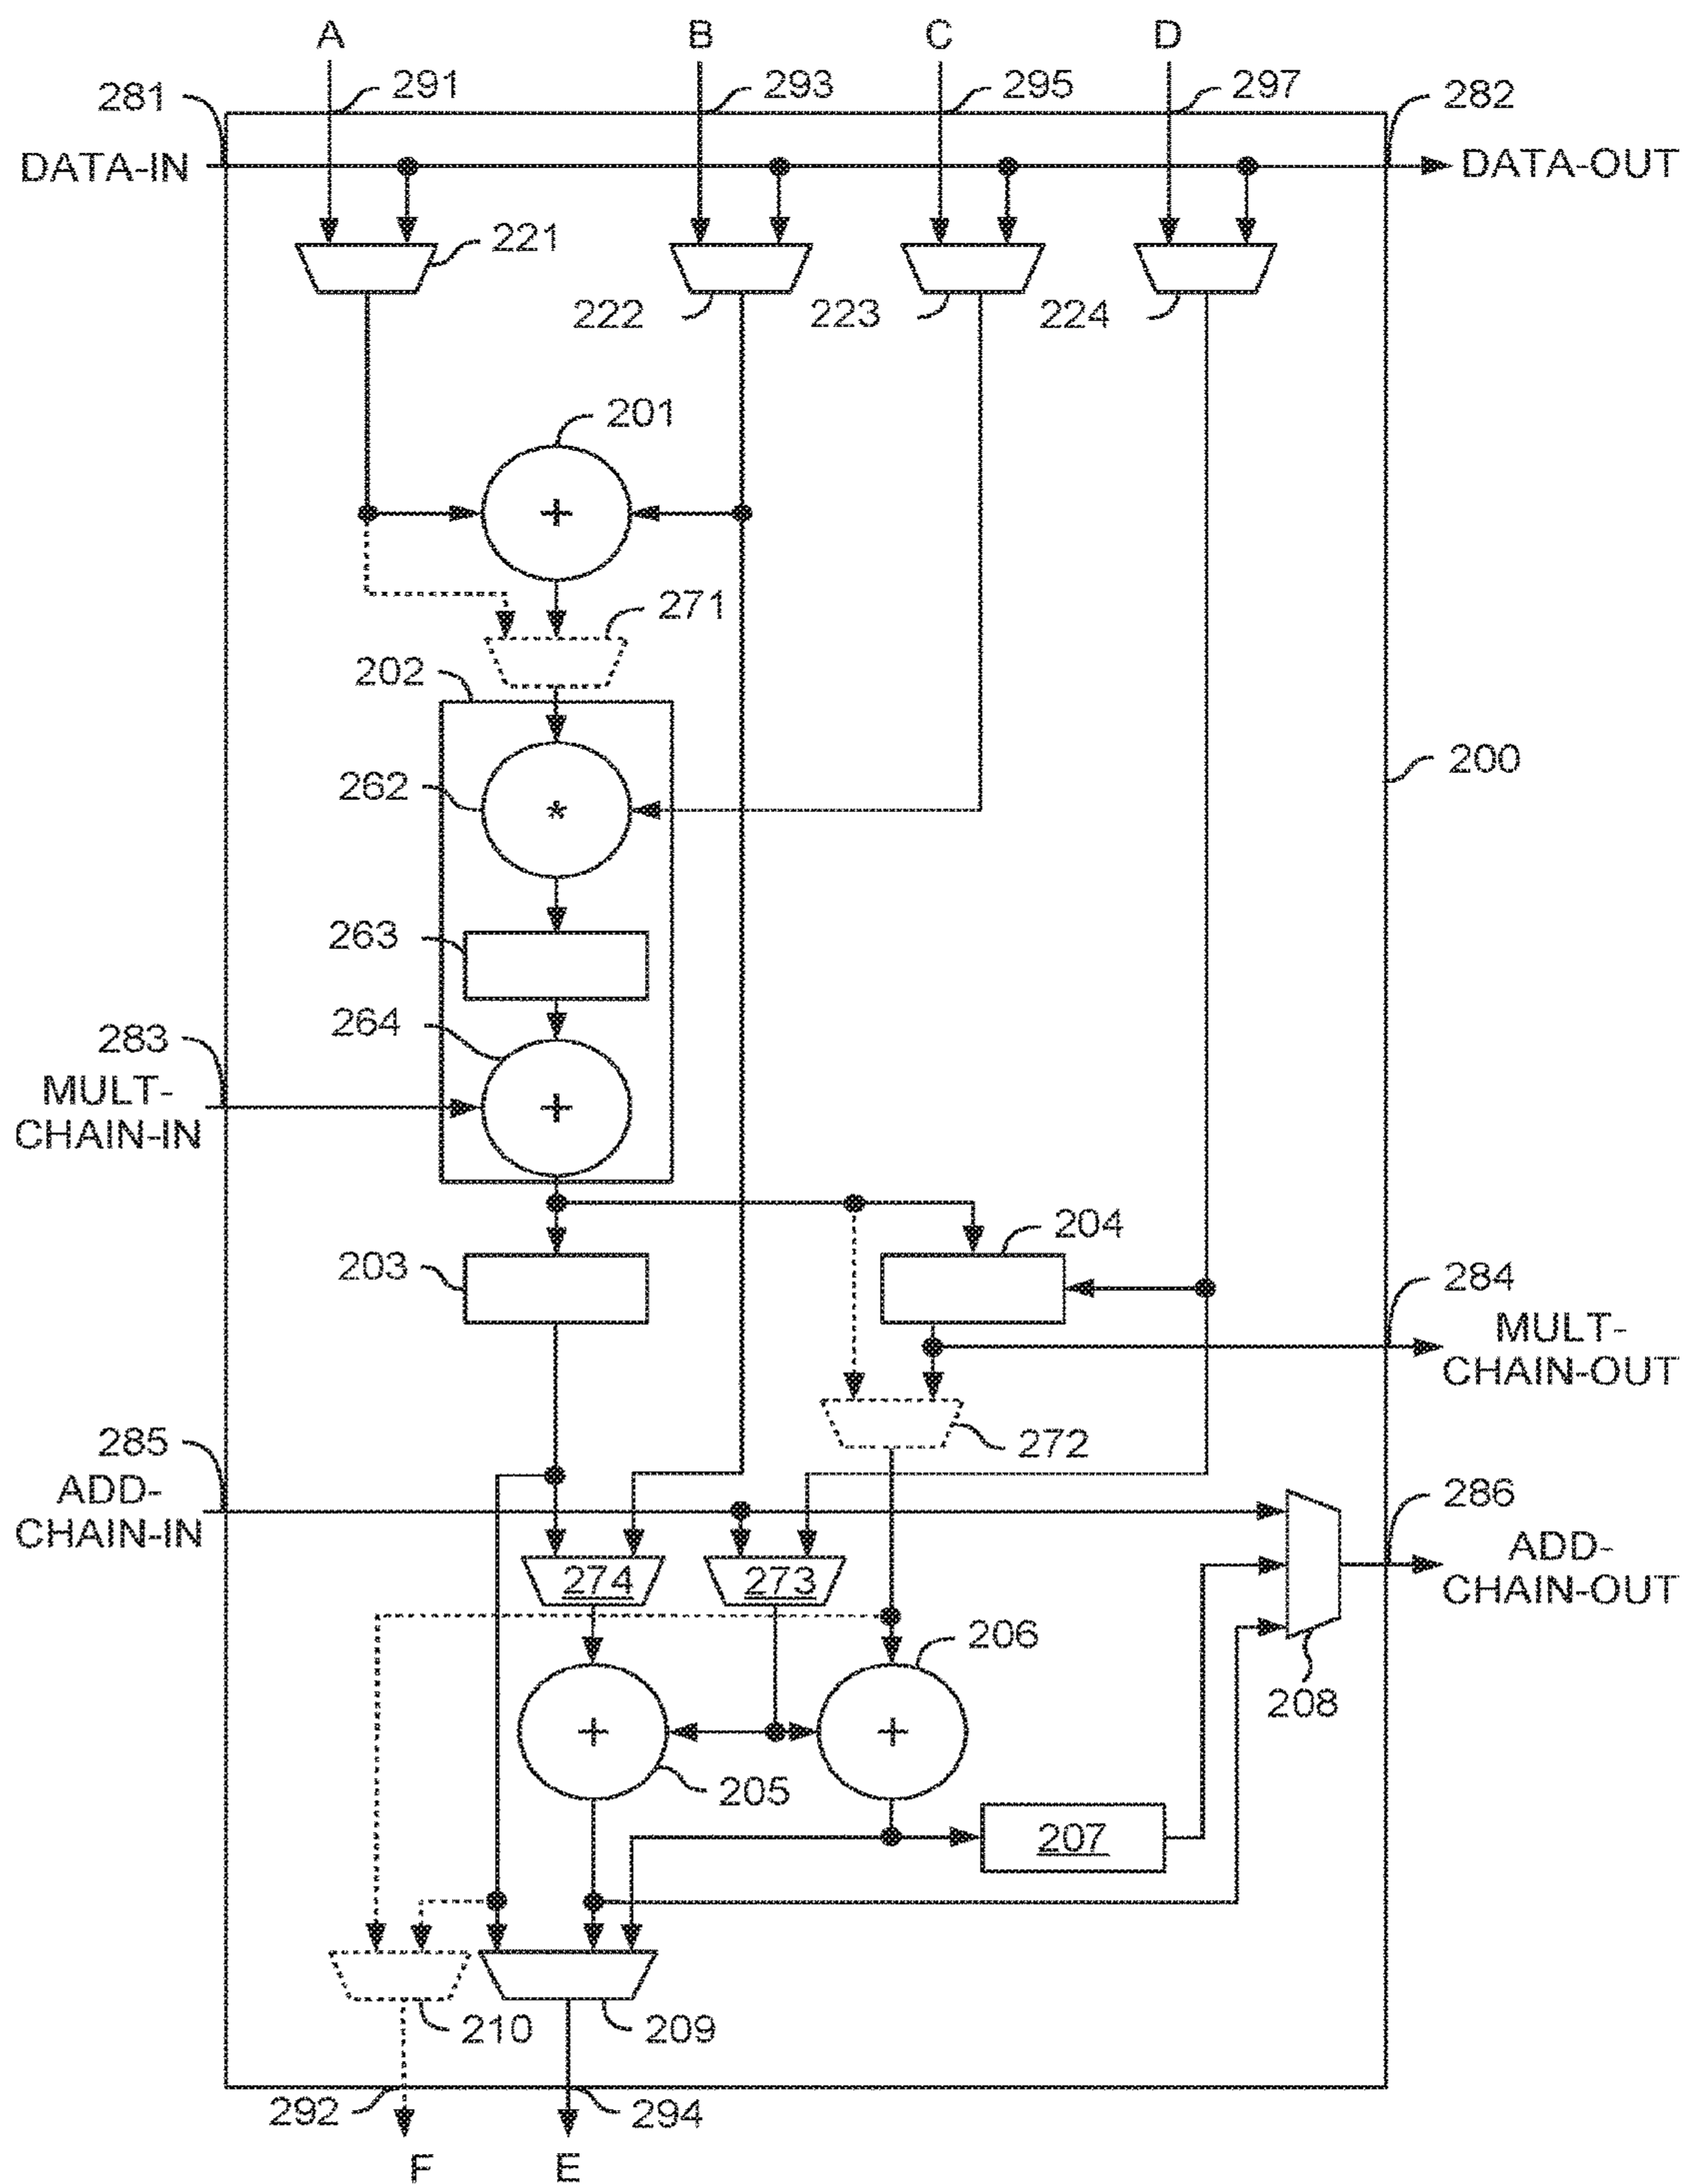 A B C D
291 293 295 297
281 282
DATA-IN DATA-OUT
221
222 223 224
201
+
271
202
200
262
*
263
264
283
MULT-
CHAIN-IN
+
204
203
284
MULT-
CHAIN-OUT
272
285
ADD-
CHAIN-IN
286
ADD-
CHAIN-OUT
274 273
206
208
+ +
205
207
210 209
292 294
F E